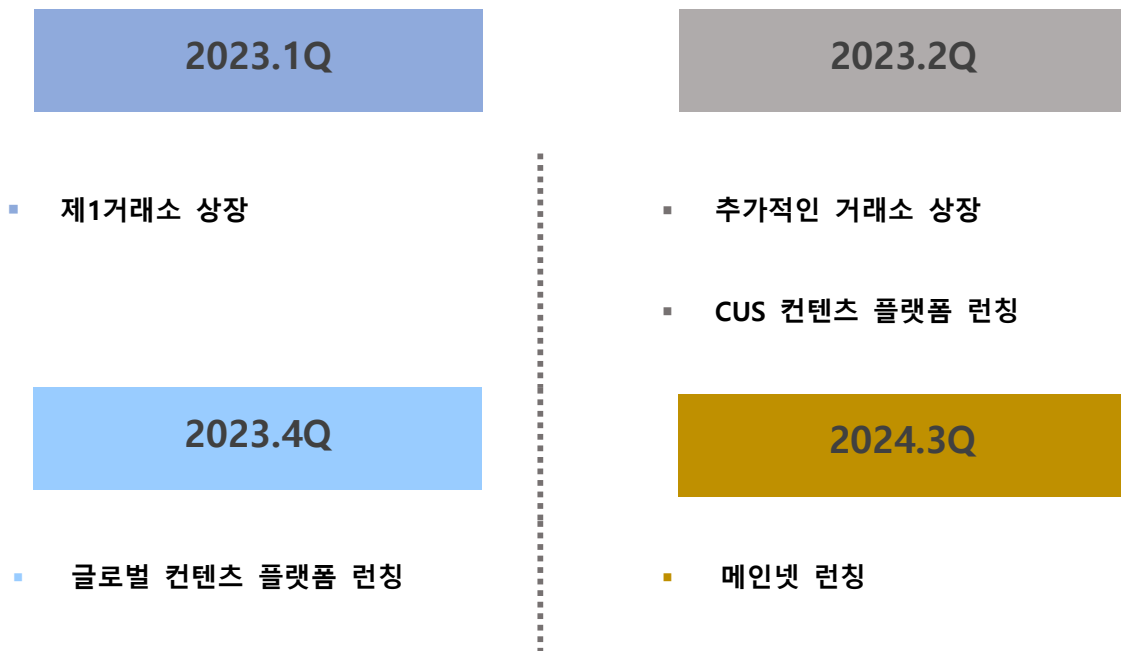 2023.1Q
제1거래소 상장
2023.2Q
추가적인 거래소 상장
CUS 컨텐츠 플랫폼 런칭
2023.4Q
글로벌 컨텐츠 플랫폼 런칭
2024.3Q
메인넷 런칭